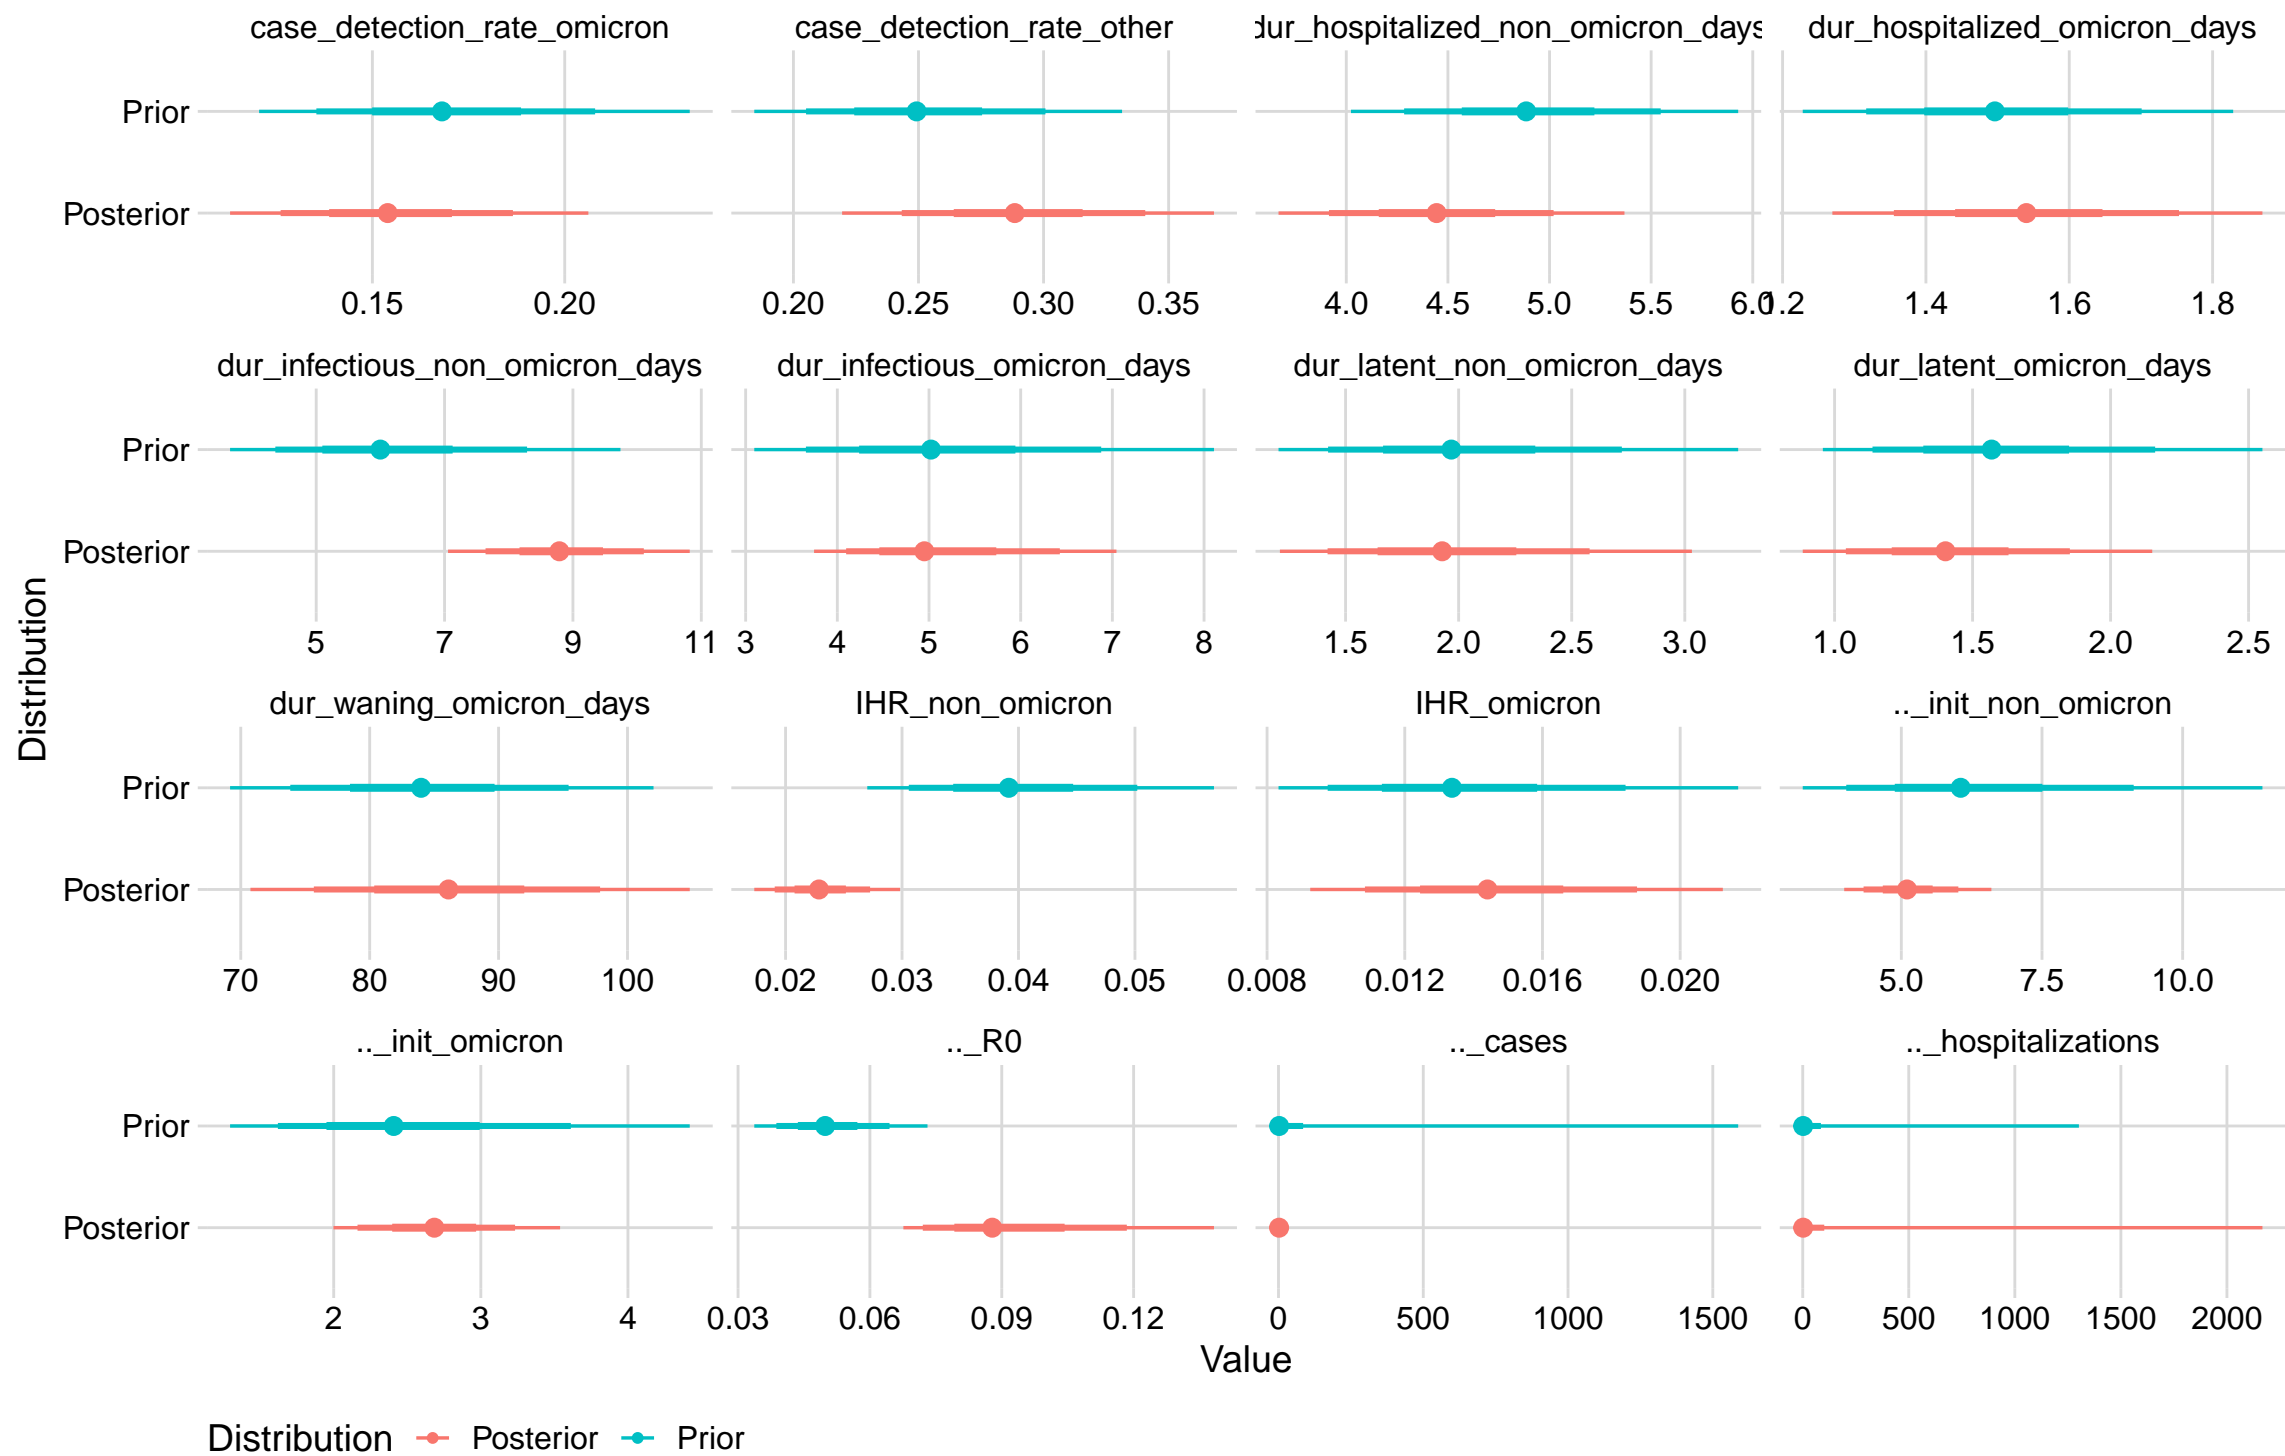 case_detection_rate_omicron case_detection_rate_other dur_hospitalized_non_omicron_days dur_hospitalized_omicron_days
Prior
Posterior
0.15 0.20 0.20 0.25 0.30 0.35 4.0 4.5 5.0 5.5 6.0 1.2 1.4 1.6 1.8
dur_infectious_non_omicron_days dur_infectious_omicron_days dur_latent_non_omicron_days dur_latent_omicron_days
Prior
Posterior
5 7 9 11 3 4 5 6 7 8 1.5 2.0 2.5 3.0 1.0 1.5 2.0 2.5
Distribution
dur_waning_omicron_days IHR_non_omicron IHR_omicron .._init_non_omicron
Prior
Posterior
70 80 90 100 0.02 0.03 0.04 0.05 0.008 0.012 0.016 0.020 5.0 7.5 10.0
.._init_omicron .._R0 .._cases .._hospitalizations
Prior
Posterior
2 3 4 0.03 0.06 0.09 0.12 0 500 1000 1500 0 500 1000 1500 2000
Value
Distribution Posterior Prior